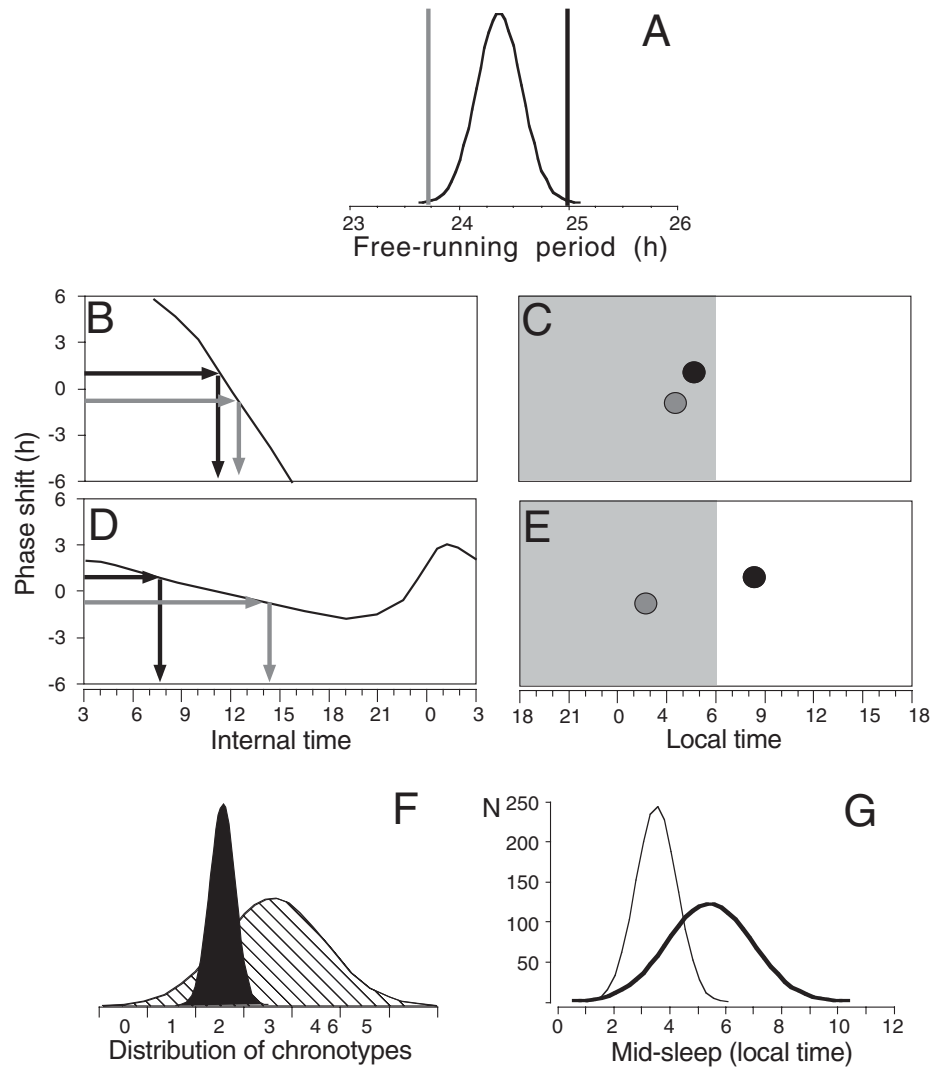 A
23 24 25 26
Free-running period (h)
B
6
3
0
-3
-6
C
Phase shift (h)
D
6
3
0
-3
-6
3 6 9 12 15 18 21 0 3
Internal time
E
18 21 0 4 6 9 12 15 18
Local time
F
0 1 2 3 4 6 5
Distribution of chronotypes
G
N 250
200
150
100
50
0 2 4 6 8 10 12
Mid-sleep (local time)